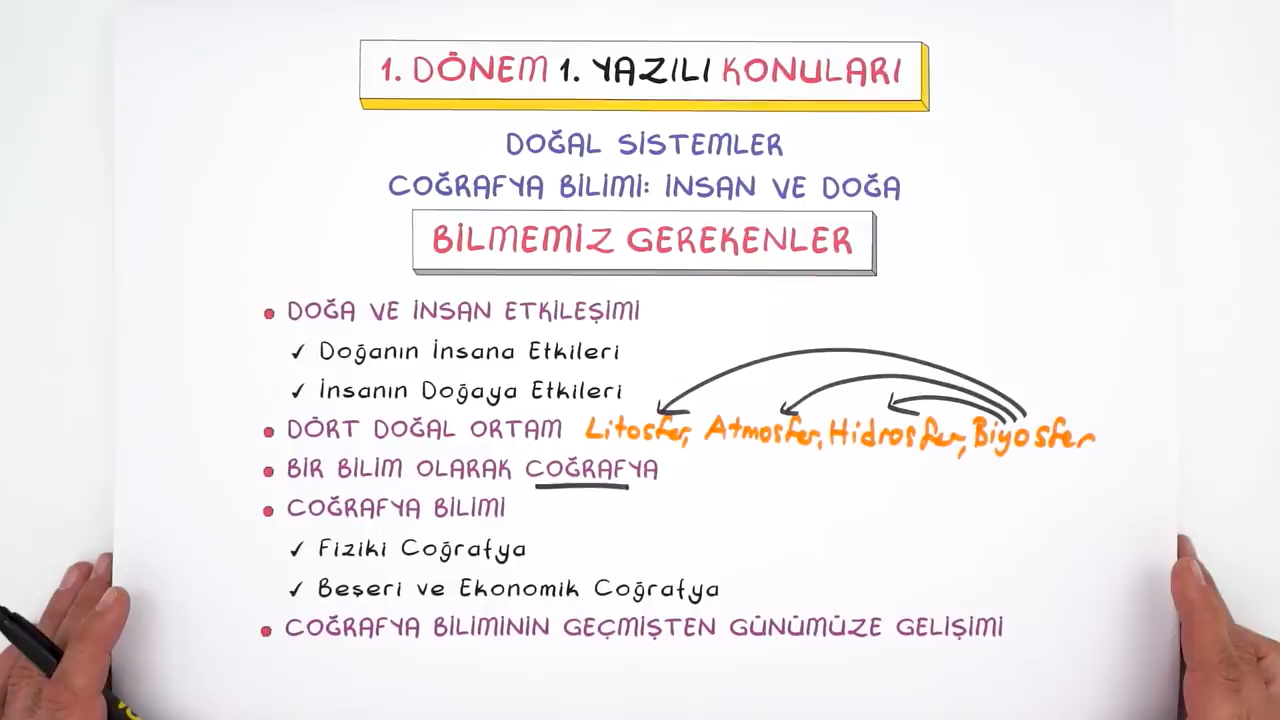 1. DÖNEM 1. YAZILI KONULARI
DOĞAL SİSTEMLER
COĞRAFYA BİLİMİ: İNSAN VE DOĞA
BİLMEMİZ GEREKENLER
• DOĞA VE İNSAN ETKİLEŞİMİ
✓ Doğanın İnsana Etkileri
✓ İnsanın Doğaya Etkileri
• DÖRT DOĞAL ORTAM Litosfer, Atmosfer, Hidrosfer, Biyosfer
• BİR BİLİM OLARAK COĞRAFYA
• COĞRAFYA BİLİMİ
✓ Fiziki Coğrafya
✓ Beşeri ve Ekonomik Coğrafya
• COĞRAFYA BİLİMİNİN GEÇMİŞTEN GÜNÜMÜZE GELİŞİMİ